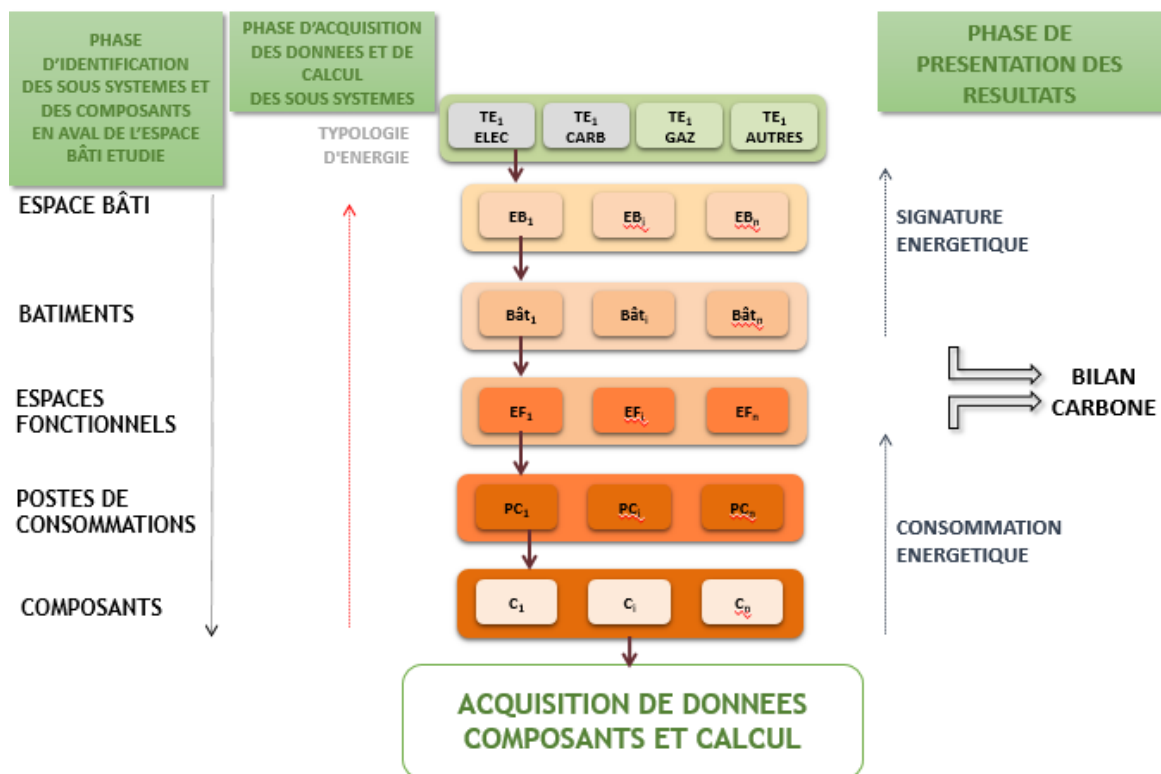 PHASE
D'IDENTIFICATION
DES SOUS SYSTEMES ET
DES COMPOSANTS
EN AVAL DE L'ESPACE
BÂTI ETUDIE
PHASE D'ACQUISITION
DES DONNEES ET DE
CALCUL
DES SOUS SYSTEMES
PHASE DE
PRESENTATION DES
RESULTATS
TYPOLOGIE
D'ENERGIE
TE₁
ELEC
TE₁
CARB
TE₁
GAZ
TE₁
AUTRES
ESPACE BÂTI
EB₁
EBᵢ
EBₙ
SIGNATURE
ENERGETIQUE
BATIMENTS
Bât₁
Bâtᵢ
Bâtₙ
BILAN
CARBONE
ESPACES
FONCTIONNELS
EF₁
EFᵢ
EFₙ
POSTES DE
CONSOMMATIONS
PC₁
PCᵢ
PCₙ
CONSOMMATION
ENERGETIQUE
COMPOSANTS
C₁
Cᵢ
Cₙ
ACQUISITION DE DONNEES
COMPOSANTS ET CALCUL